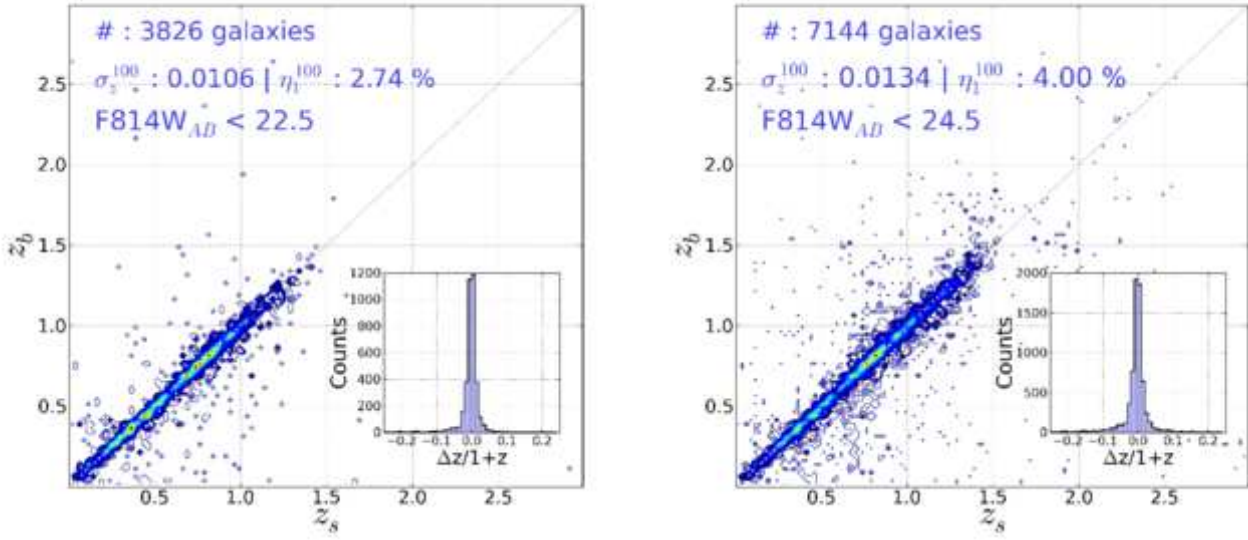 # : 3826 galaxies
σ_z^100 : 0.0106 | η_1^100 : 2.74 %
F814W_AB < 22.5
2.5
2.0
1.5
1.0
0.5
z_b
0.5 1.0 1.5 2.0 2.5
z_s
1200
1000
800
600
400
200
0
Counts
−0.2 −0.1 0.0 0.1 0.2
Δz/1+z
# : 7144 galaxies
σ_z^100 : 0.0134 | η_1^100 : 4.00 %
F814W_AB < 24.5
2.5
2.0
1.5
1.0
0.5
z_b
0.5 1.0 1.5 2.0 2.5
z_s
2000
1500
1000
500
0
Counts
−0.2 −0.1 0.0 0.1 0.2
Δz/1+z